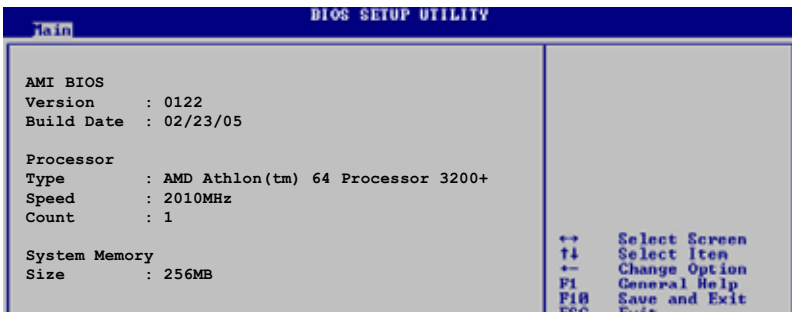 BIOS SETUP UTILITY
Main
AMI BIOS
Version : 0122
Build Date : 02/23/05
Processor
Type : AMD Athlon(tm) 64 Processor 3200+
Speed : 2010MHz
Count : 1
System Memory
Size : 256MB
↔ Select Screen
↑↓ Select Item
+- Change Option
F1 General Help
F10 Save and Exit
ESC Exit